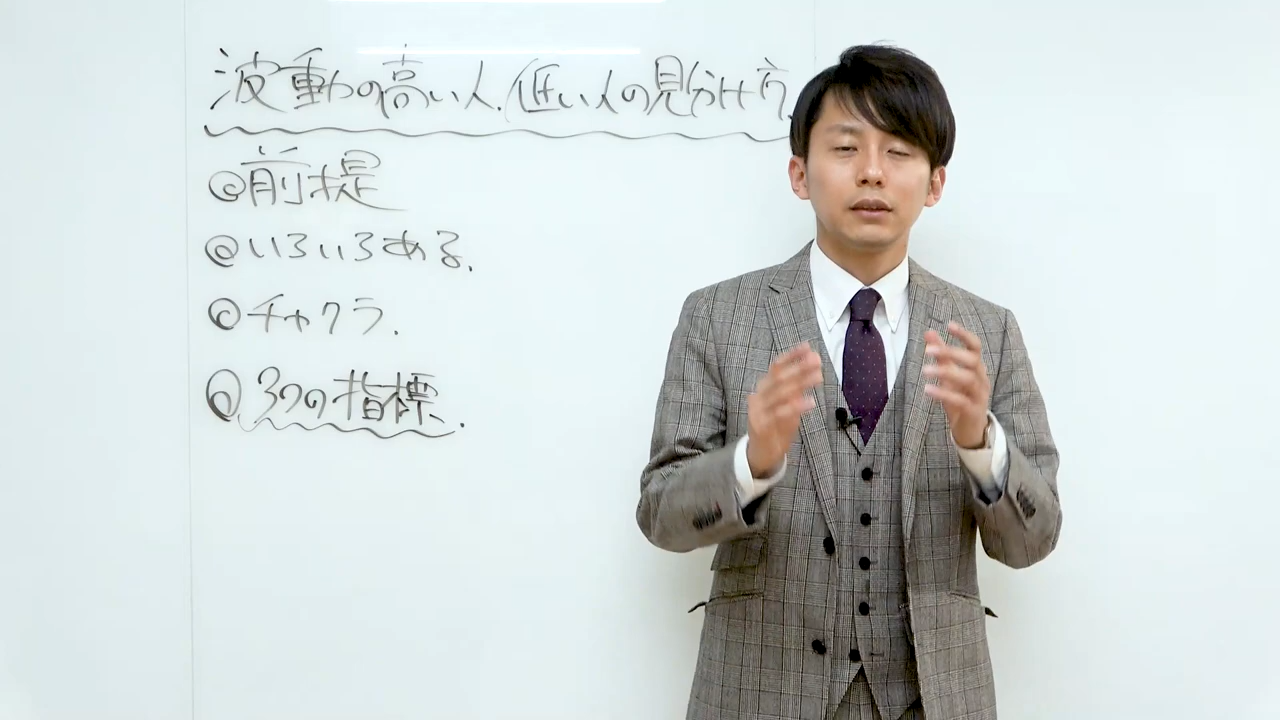 波動の高い人.低い人の見分け方.
◎前提
◎いろいろある.
◎チャクラ.
◎3つの指標.